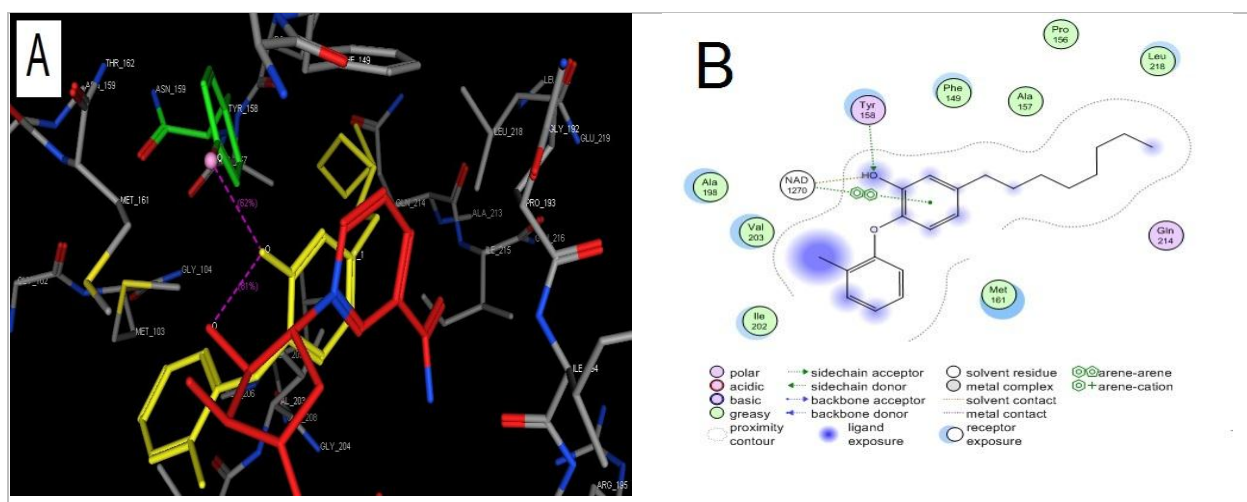 A
THR_162
ASN_159
TYR_158
LEU_218
GLY_192
GLU_219
MET_161
(62%)
GLN_214
ALA_213
PRO_193
ILE_215
GLY_104
(61%)
MET_103
GLY_204
ARG_195
B
Pro
156
Leu
218
Phe
149
Ala
157
Tyr
158
NAD
1270
HO
Ala
198
Val
203
O
Gln
214
Met
161
Ile
202
polar
acidic
basic
greasy
proximity
contour
sidechain acceptor
sidechain donor
backbone acceptor
backbone donor
ligand
exposure
solvent residue
metal complex
solvent contact
metal contact
receptor
exposure
arene-arene
arene-cation